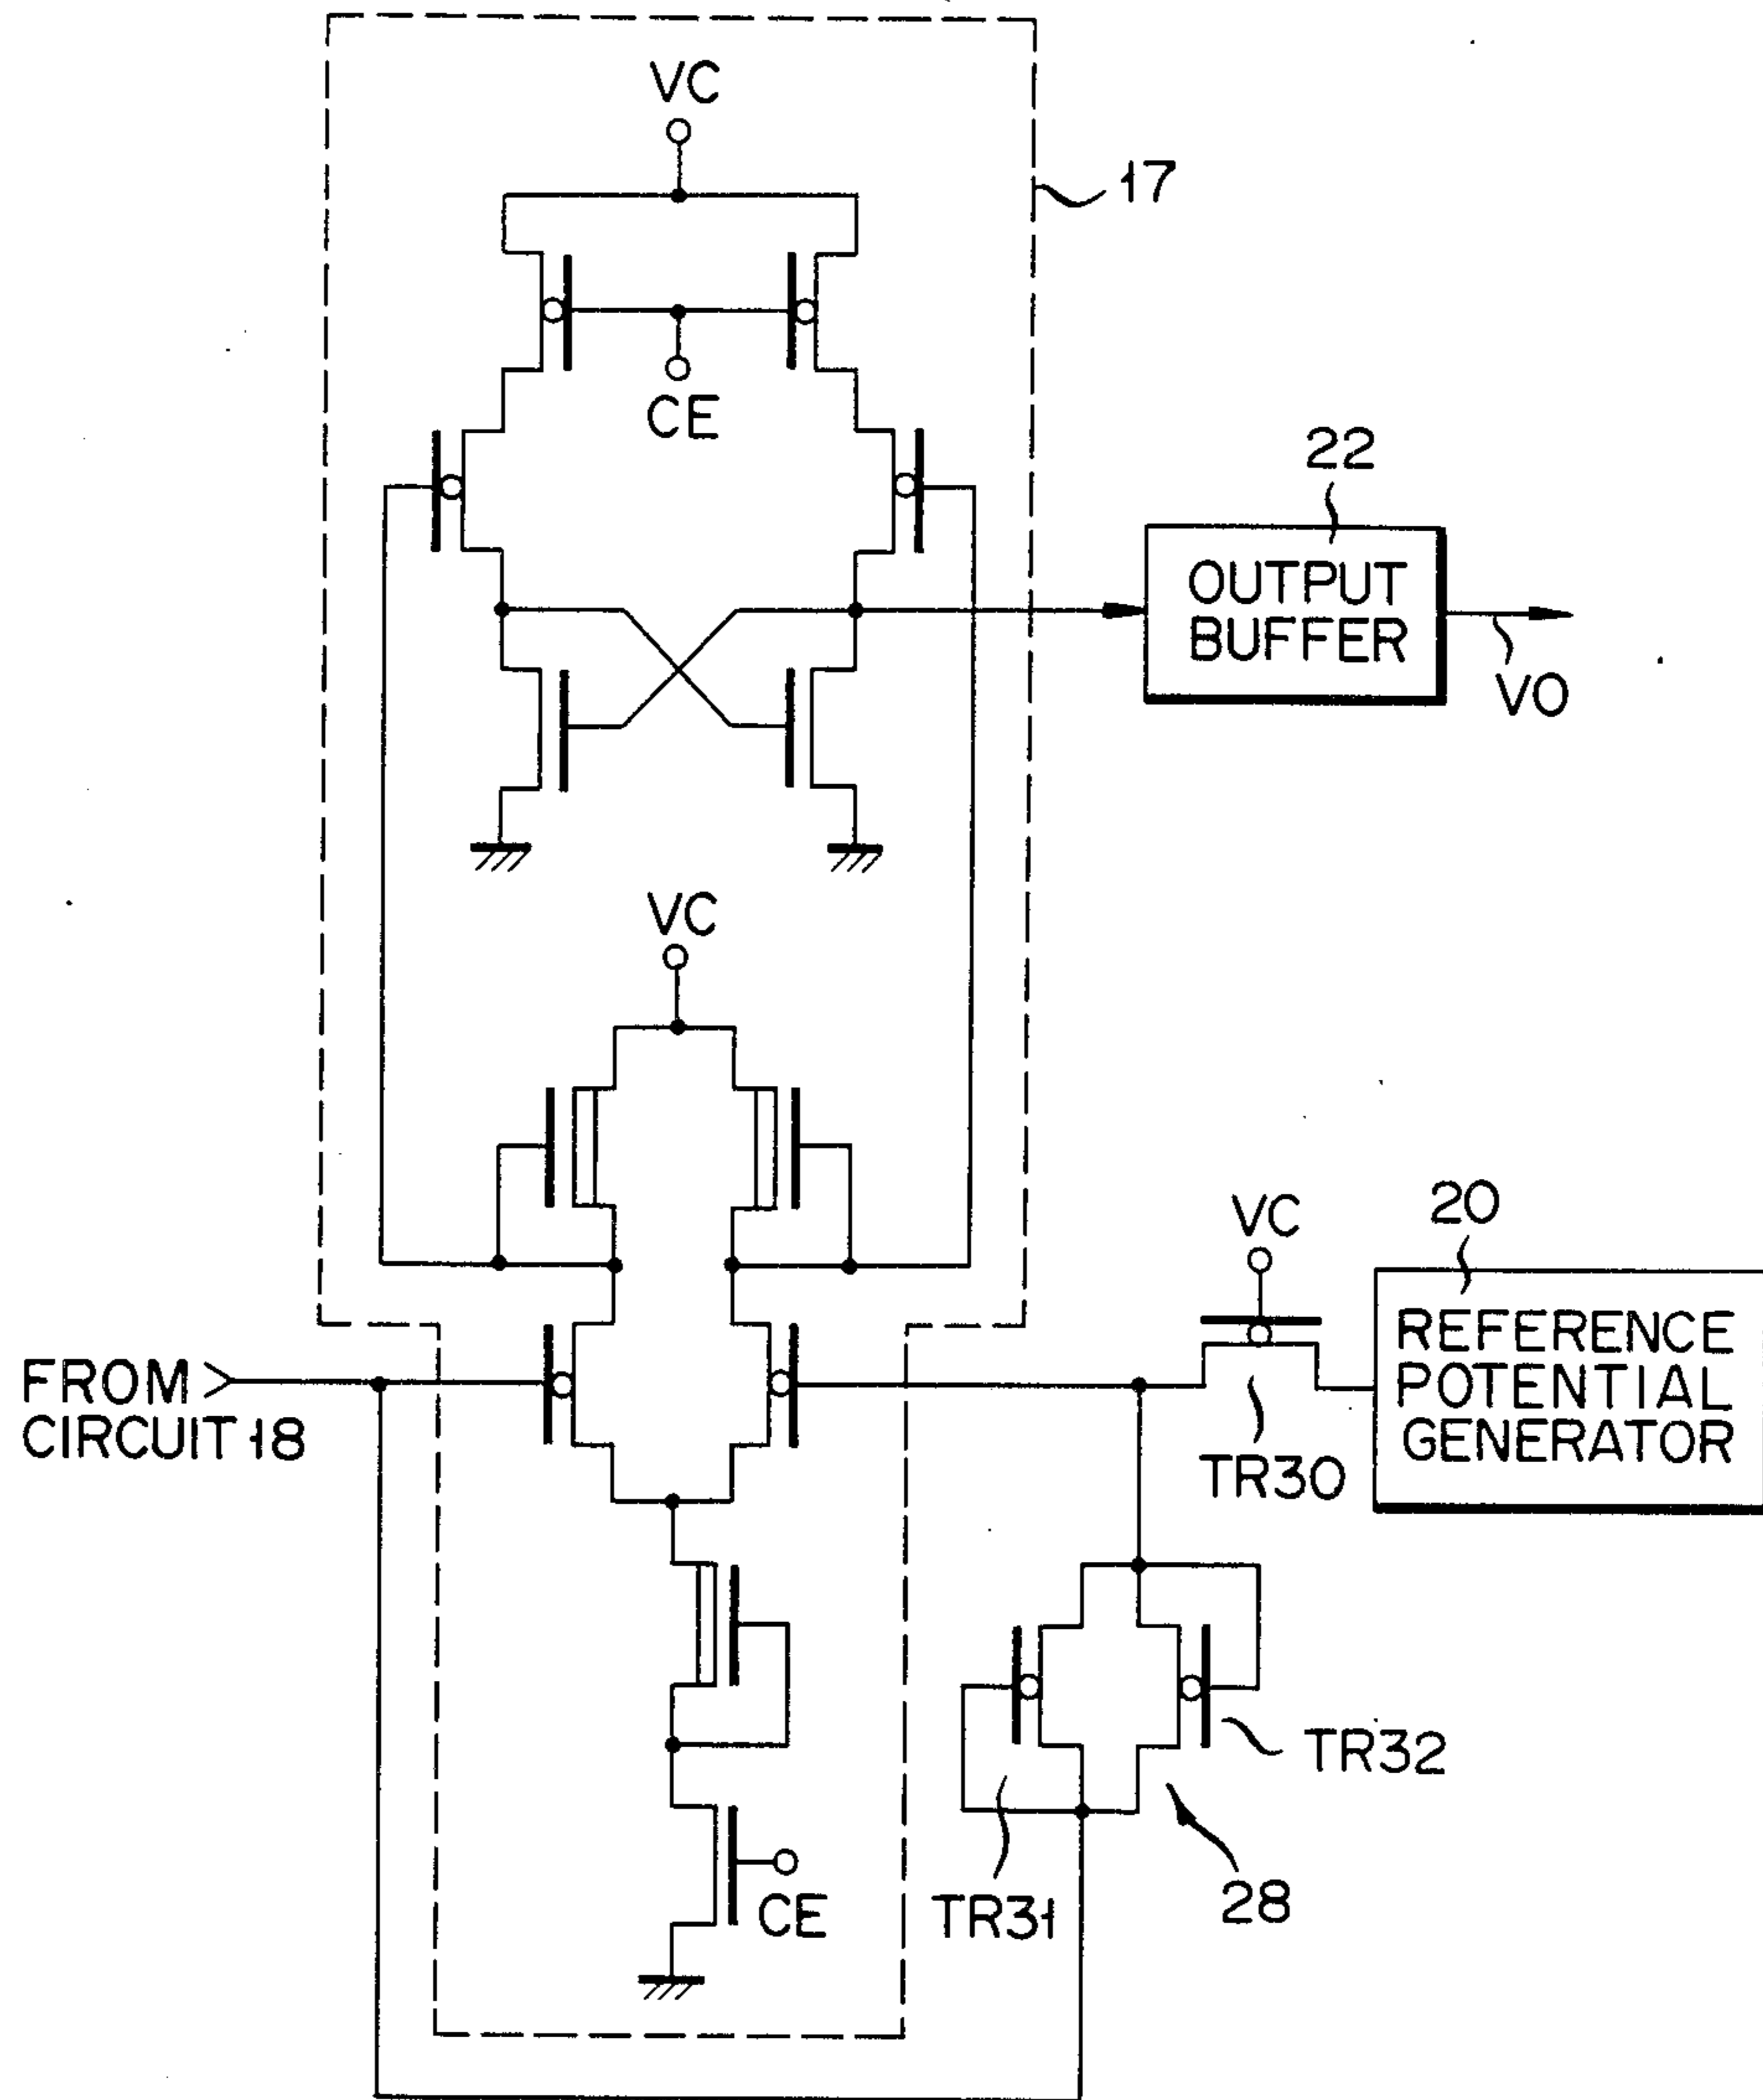 VC
17
CE
22
OUTPUT
BUFFER
VO
VC
VC
20
REFERENCE
POTENTIAL
GENERATOR
FROM
CIRCUIT 18
TR30
TR32
TR31
28
CE